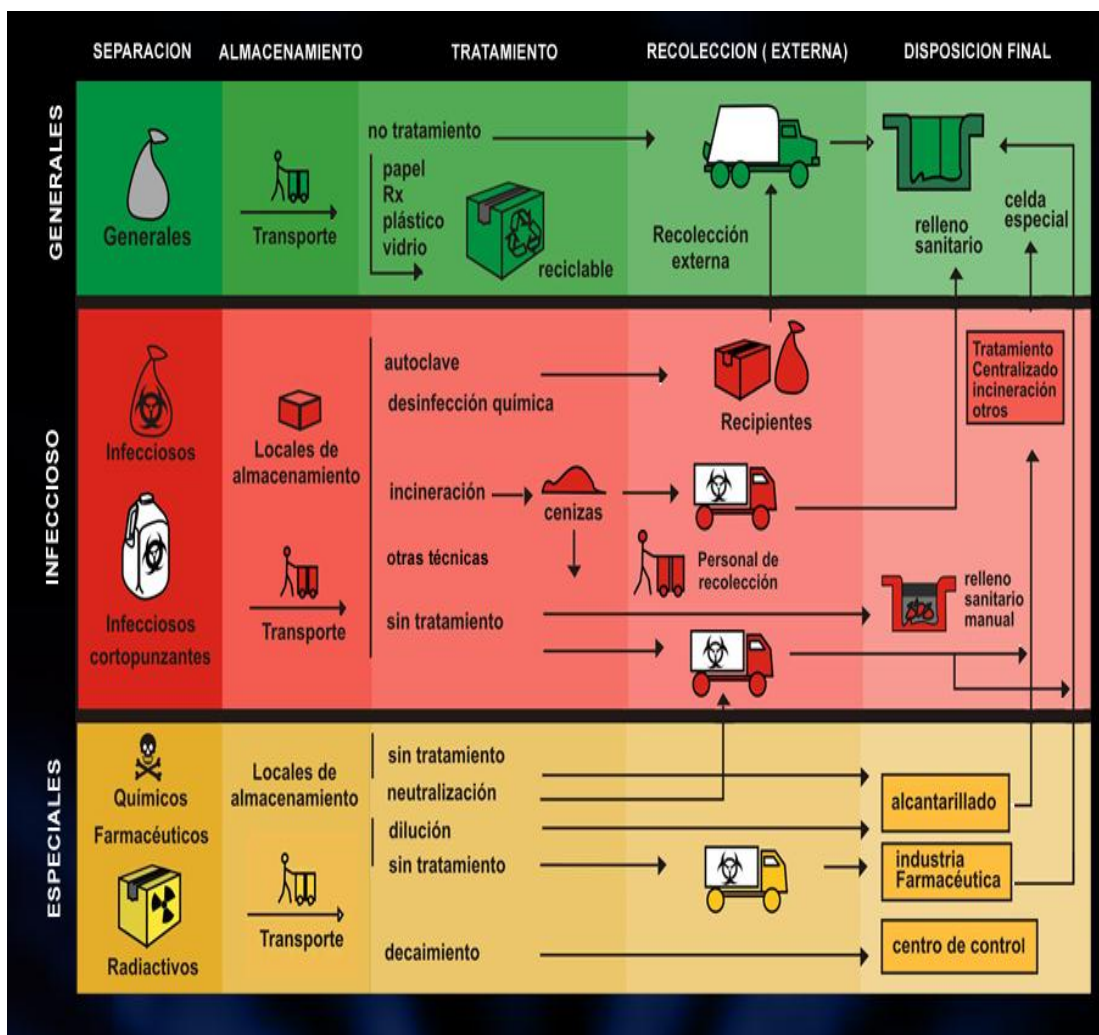 SEPARACION
ALMACENAMIENTO
TRATAMIENTO
RECOLECCION ( EXTERNA)
DISPOSICION FINAL
GENERALES
Generales
Transporte
no tratamiento
papel
Rx
plástico
vidrio
reciclable
Recolección
externa
relleno
sanitario
celda
especial
INFECCIOSO
Infecciosos
Infecciosos
cortopunzantes
Locales de
almacenamiento
Transporte
autoclave
desinfección química
incineración
cenizas
otras técnicas
sin tratamiento
Recipientes
Personal de
recolección
Tratamiento
Centralizado
incineración
otros
relleno
sanitario
manual
ESPECIALES
Químicos
Farmacéuticos
Radiactivos
Locales de
almacenamiento
Transporte
sin tratamiento
neutralización
dilución
sin tratamiento
decaimiento
alcantarillado
industria
Farmacéutica
centro de control